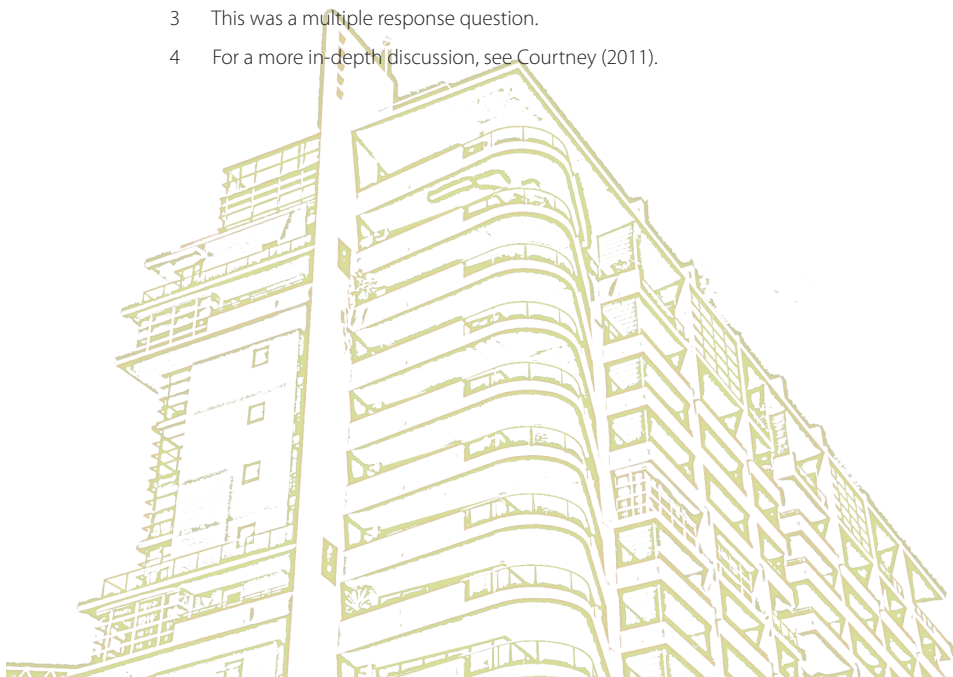 3 This was a multiple response question.
4 For a more in-depth discussion, see Courtney (2011).